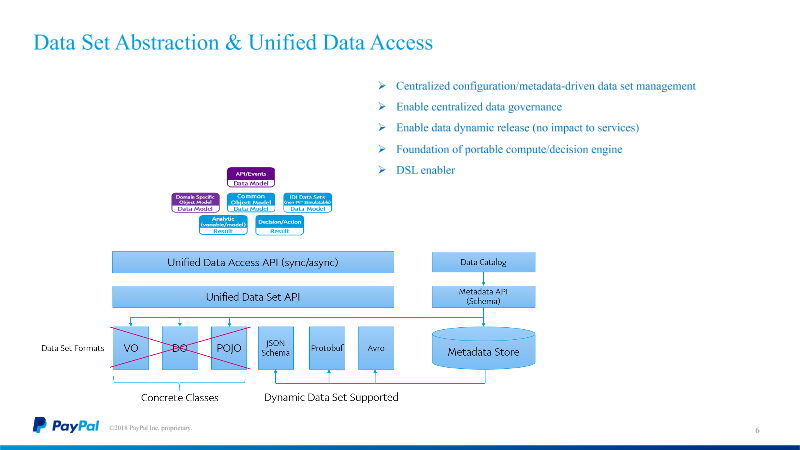 Data Set Abstraction & Unified Data Access
Centralized configuration/metadata-driven data set management
Enable centralized data governance
Enable data dynamic release (no impact to services)
Foundation of portable compute/decision engine
DSL enabler
API/Events
Data Model
Domain Specific
Object Model
Data Model
Common
Object Model
Data Model
IDI Data Sets
Data Model
Analytic
(variable/model)
Result
Decision/Action
Result
Unified Data Access API (sync/async)
Data Catalog
Unified Data Set API
Metadata API
(Schema)
Data Set Formats
VO
DO
POJO
JSON
Schema
Protobuf
Avro
Metadata Store
Concrete Classes
Dynamic Data Set Supported
PayPal
©2018 PayPal Inc. proprietary.
6